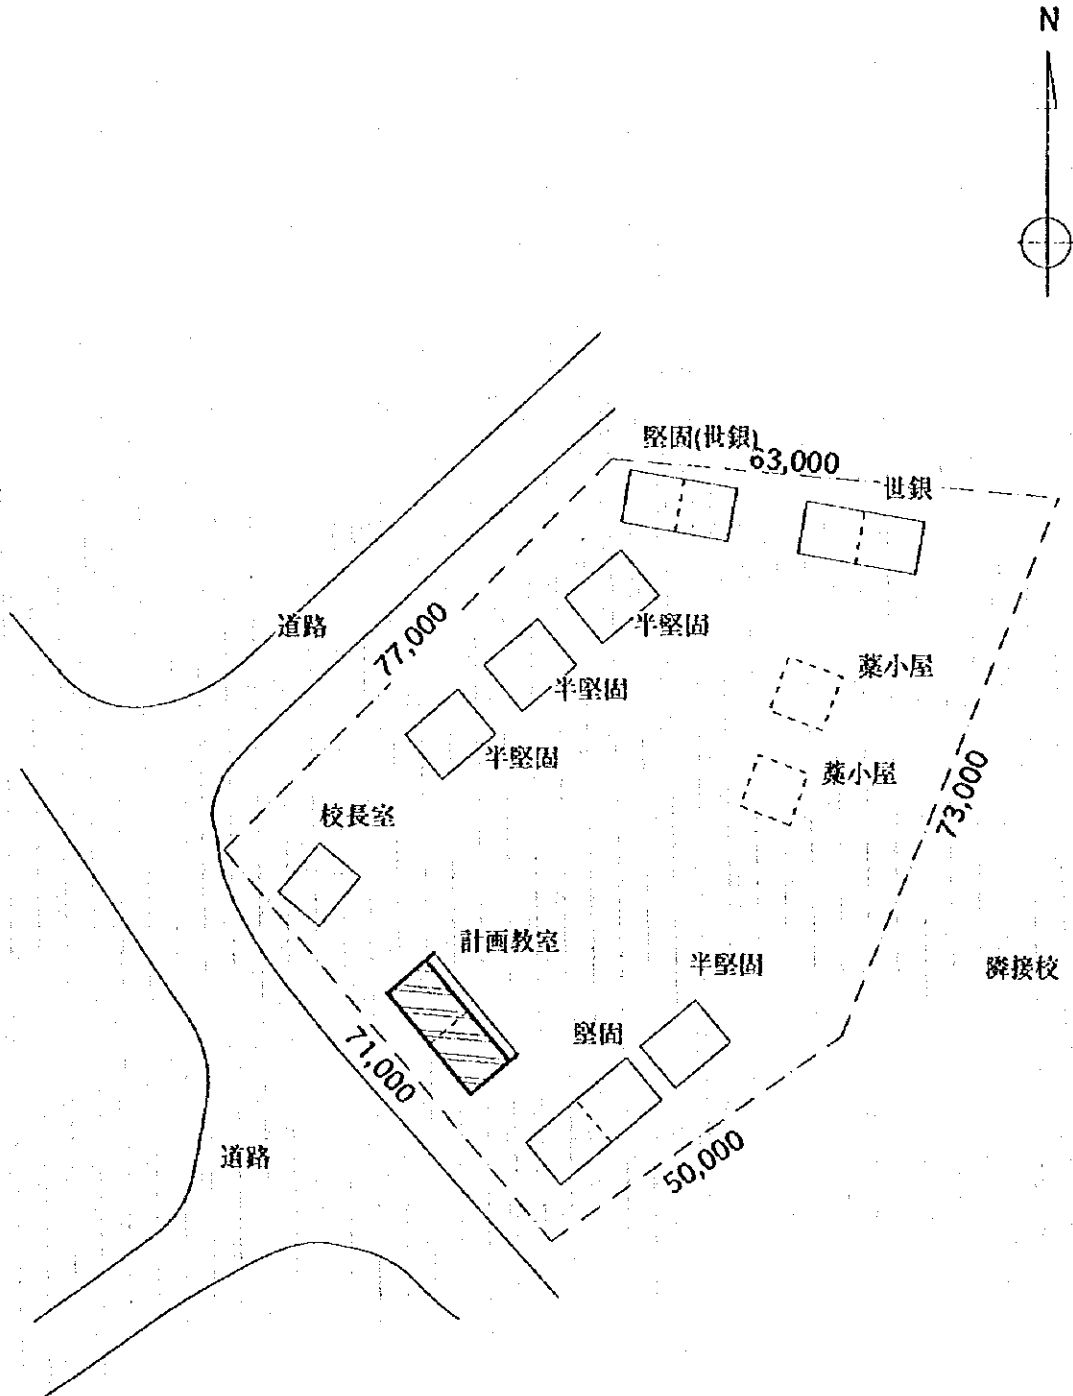 N
堅固(世銀)
63,000
世銀
道路
77,000
半堅固
半堅固
半堅固
藁小屋
藁小屋
73,000
校長室
計画教室
半堅固
隣接校
堅固
71,000
50,000
道路